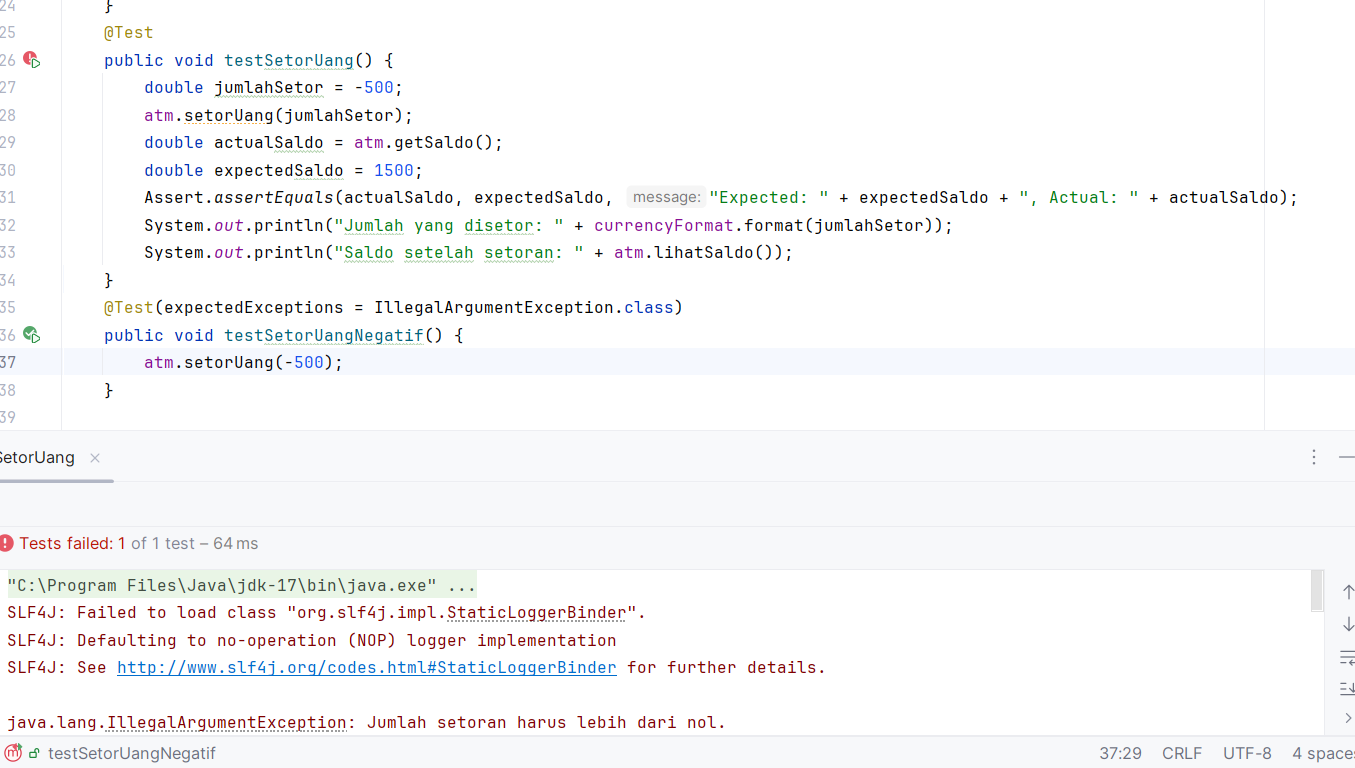 24 }
25 @Test
26 public void testSetorUang() {
27 double jumlahSetor = -500;
28 atm.setorUang(jumlahSetor);
29 double actualSaldo = atm.getSaldo();
30 double expectedSaldo = 1500;
31 Assert.assertEquals(actualSaldo, expectedSaldo, message: "Expected: " + expectedSaldo + ", Actual: " + actualSaldo);
32 System.out.println("Jumlah yang disetor: " + currencyFormat.format(jumlahSetor));
33 System.out.println("Saldo setelah setoran: " + atm.lihatSaldo());
34 }
35 @Test(expectedExceptions = IllegalArgumentException.class)
36 public void testSetorUangNegatif() {
37 atm.setorUang(-500);
38 }
39
SetorUang ×
Tests failed: 1 of 1 test – 64 ms
"C:\Program Files\Java\jdk-17\bin\java.exe" ...
SLF4J: Failed to load class "org.slf4j.impl.StaticLoggerBinder".
SLF4J: Defaulting to no-operation (NOP) logger implementation
SLF4J: See http://www.slf4j.org/codes.html#StaticLoggerBinder for further details.
java.lang.IllegalArgumentException: Jumlah setoran harus lebih dari nol.
m testSetorUangNegatif 37:29 CRLF UTF-8 4 spaces